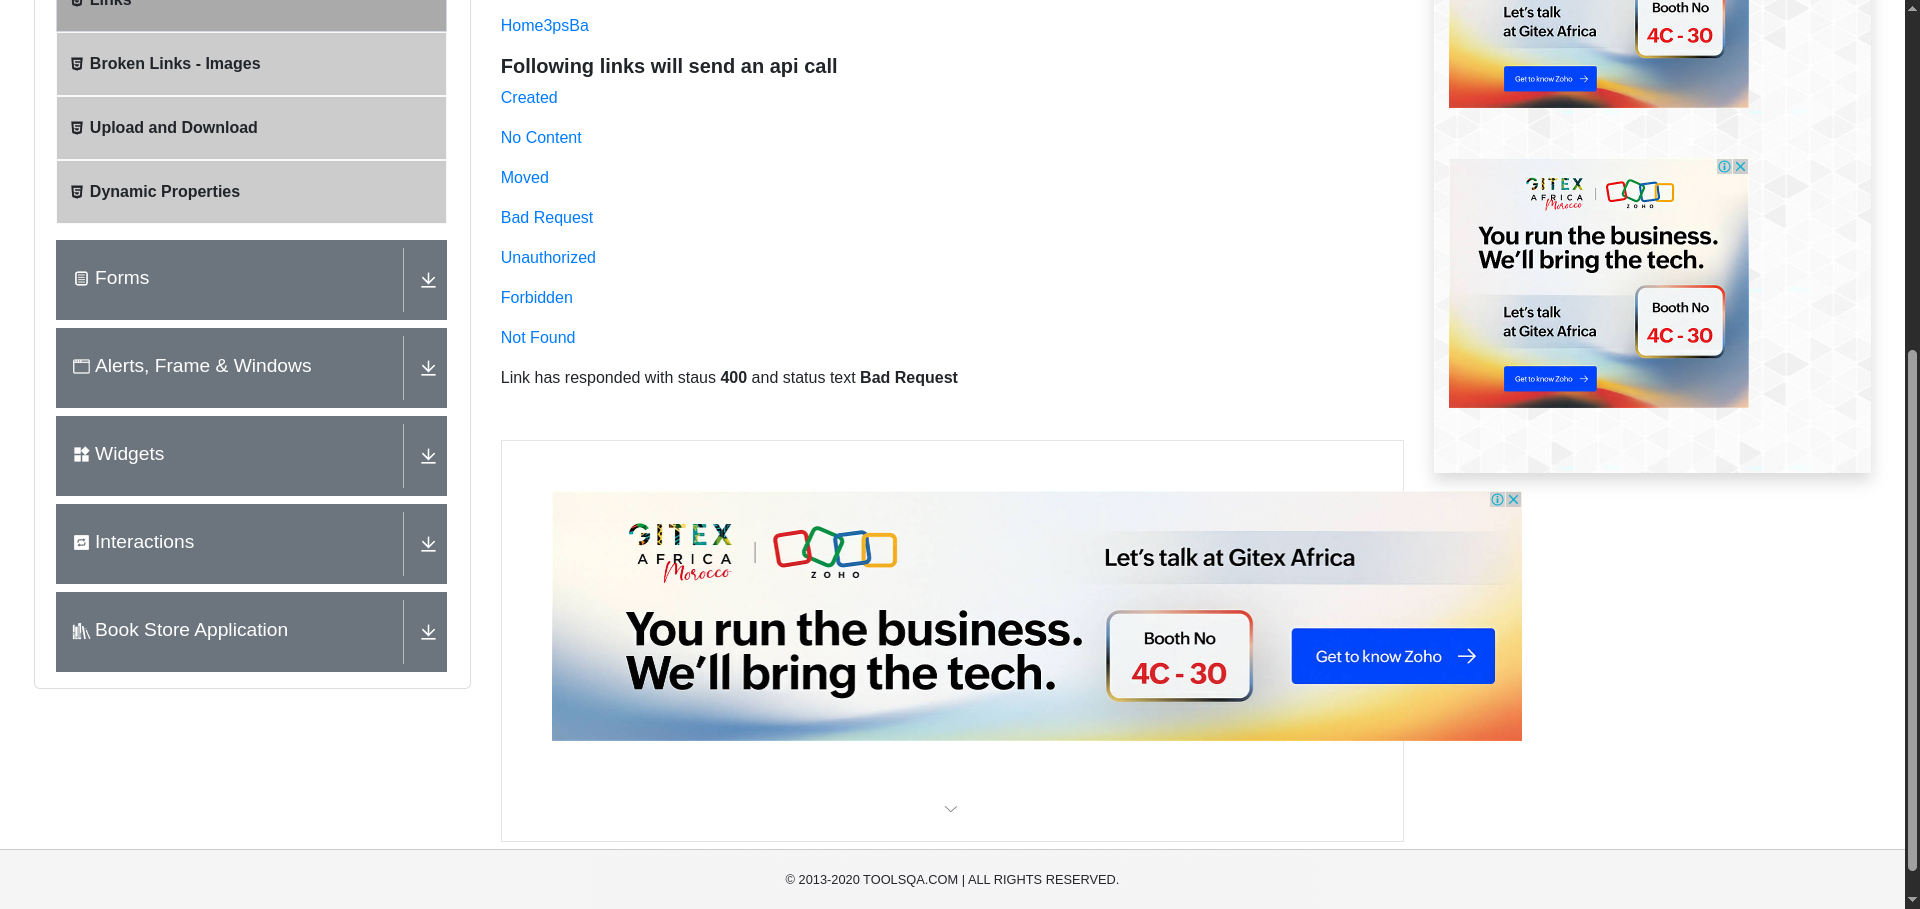 Links
Broken Links - Images
Upload and Download
Dynamic Properties
Forms
Alerts, Frame & Windows
Widgets
Interactions
Book Store Application
Home3psBa
Following links will send an api call
Created
No Content
Moved
Bad Request
Unauthorized
Forbidden
Not Found
Link has responded with staus 400 and status text Bad Request
GITEX
AFRICA
Morocco
ZOHO
Let's talk at Gitex Africa
You run the business.
We'll bring the tech.
Booth No
4C - 30
Get to know Zoho
Let's talk
at Gitex Africa
Booth No
4C - 30
Get to know Zoho
GITEX
AFRICA
Morocco
ZOHO
You run the business.
We'll bring the tech.
Let's talk
at Gitex Africa
Booth No
4C - 30
Get to know Zoho
© 2013-2020 TOOLSQA.COM | ALL RIGHTS RESERVED.